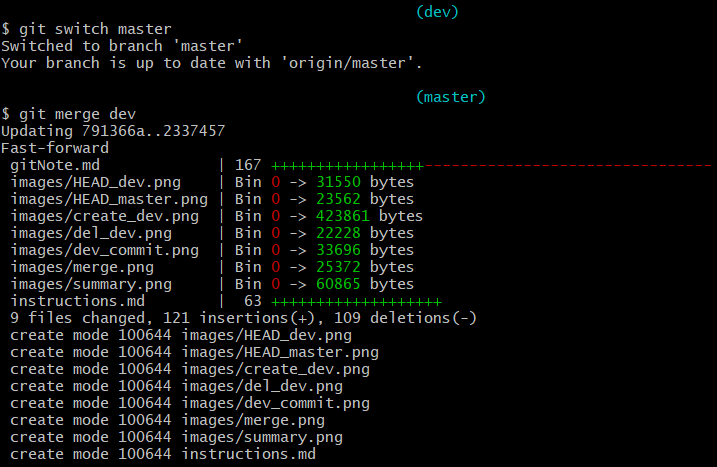 (dev)
$ git switch master
Switched to branch 'master'
Your branch is up to date with 'origin/master'.
(master)
$ git merge dev
Updating 791366a..2337457
Fast-forward
 gitNote.md             | 167 +++++++++++++++++--------------------------------
 images/HEAD_dev.png    | Bin 0 -> 31550 bytes
 images/HEAD_master.png | Bin 0 -> 23562 bytes
 images/create_dev.png  | Bin 0 -> 423861 bytes
 images/del_dev.png     | Bin 0 -> 22228 bytes
 images/dev_commit.png  | Bin 0 -> 33696 bytes
 images/merge.png       | Bin 0 -> 25372 bytes
 images/summary.png     | Bin 0 -> 60865 bytes
 instructions.md        |  63 +++++++++++++++++++
 9 files changed, 121 insertions(+), 109 deletions(-)
 create mode 100644 images/HEAD_dev.png
 create mode 100644 images/HEAD_master.png
 create mode 100644 images/create_dev.png
 create mode 100644 images/del_dev.png
 create mode 100644 images/dev_commit.png
 create mode 100644 images/merge.png
 create mode 100644 images/summary.png
 create mode 100644 instructions.md